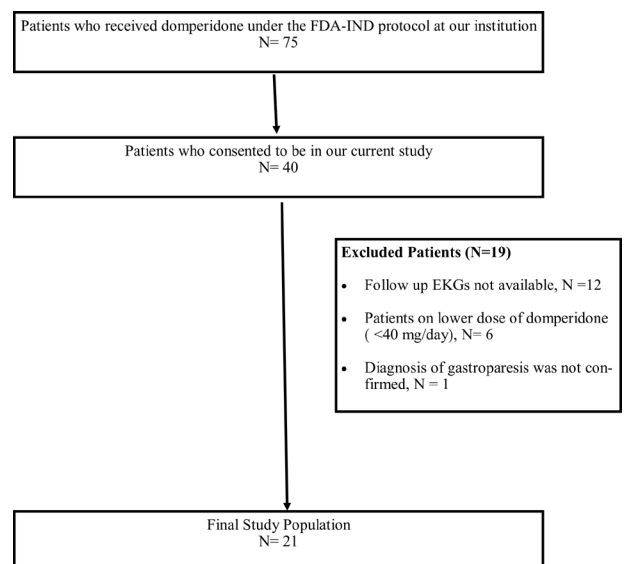 Patients who received domperidone under the FDA-IND protocol at our institution
N= 75
Patients who consented to be in our current study
N= 40
Excluded Patients (N=19)
• Follow up EKGs not available, N =12
• Patients on lower dose of domperidone
( <40 mg/day), N= 6
• Diagnosis of gastroparesis was not con-
firmed, N = 1
Final Study Population
N= 21